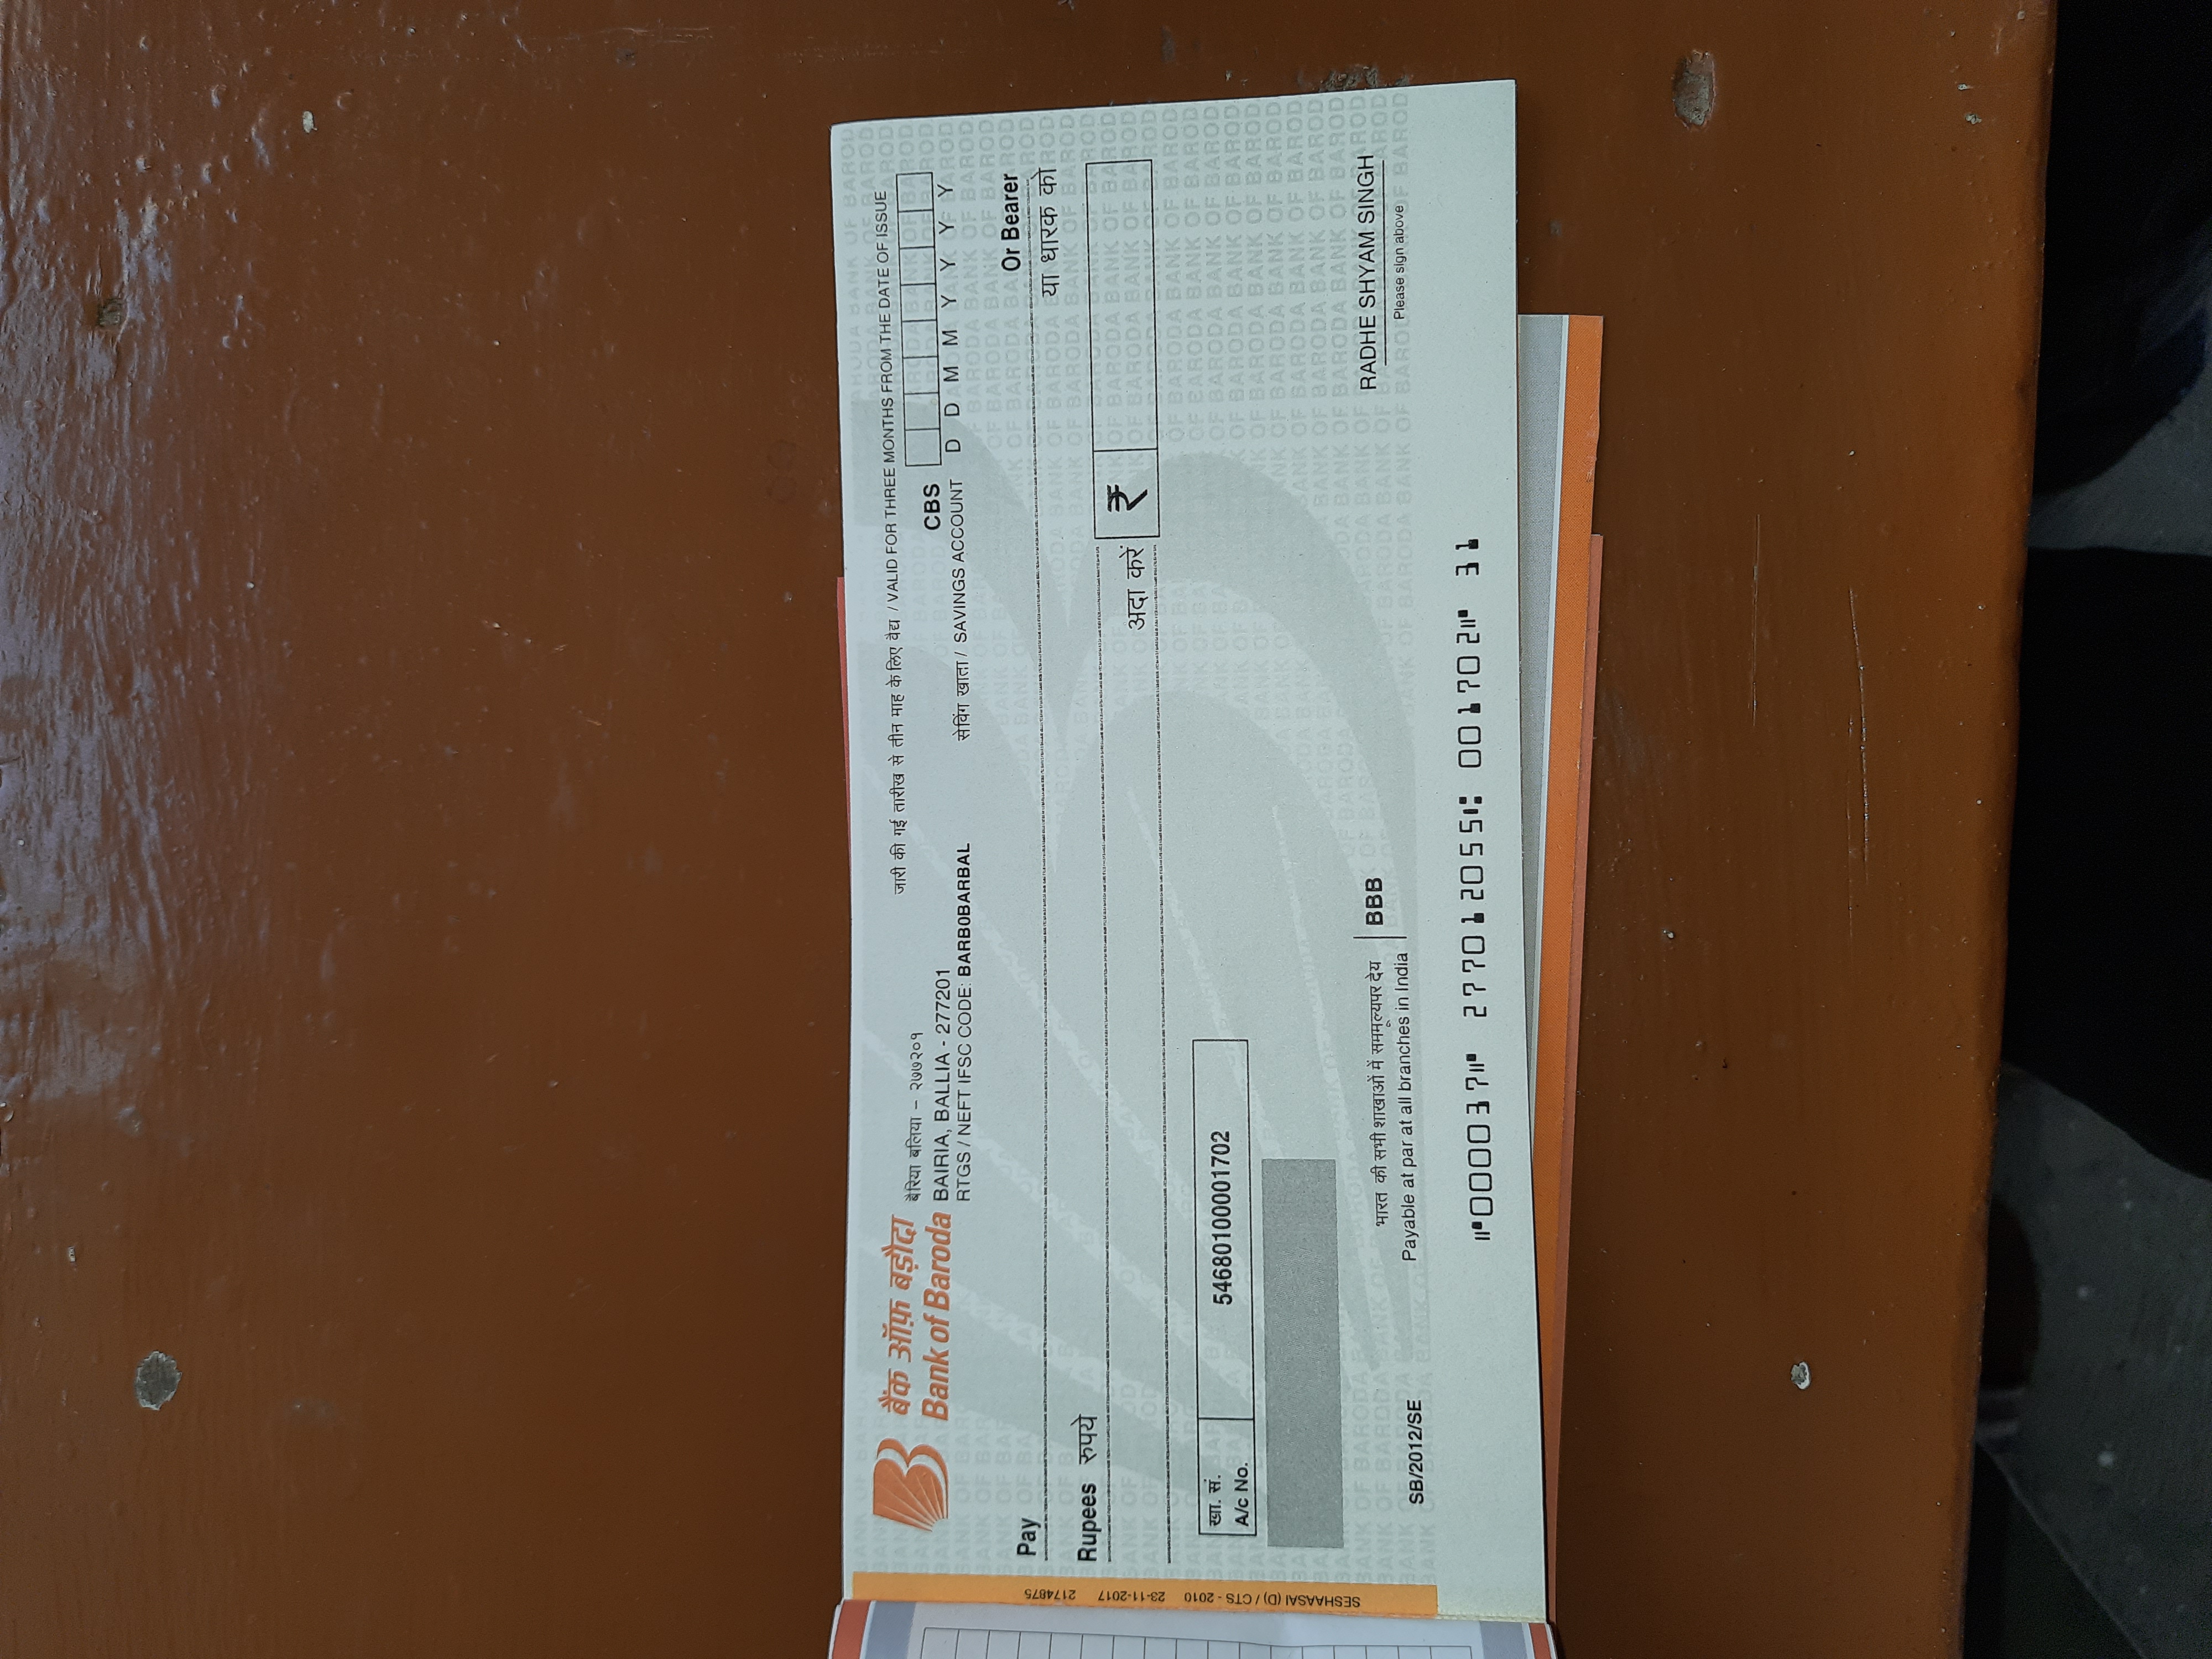 बैंक ऑफ़ बड़ौदा
Bank of Baroda
बैरिया बलिया - २७७२०१
BAIRIA, BALLIA - 277201
RTGS / NEFT IFSC CODE: BARB0BARBAL
जारी की गई तारीख से तीन माह के लिए वैद्य / VALID FOR THREE MONTHS FROM THE DATE OF ISSUE
CBS
सेविंग खाता / SAVINGS ACCOUNT
D D M M Y Y Y Y
Pay
Or Bearer
या धारक को
Rupees रुपये
अदा करें ₹
खा. सं.
A/c No.
54680100001702
SESHAASAI (D) / CTS - 2010 23-11-2017 2174875
भारत की सभी शाखाओं में सममूल्यपर देय
Payable at par at all branches in India
BBB
SB/2012/SE
RADHE SHYAM SINGH
Please sign above
⑈000037⑈ 277012055⑆ 001702⑈ 31